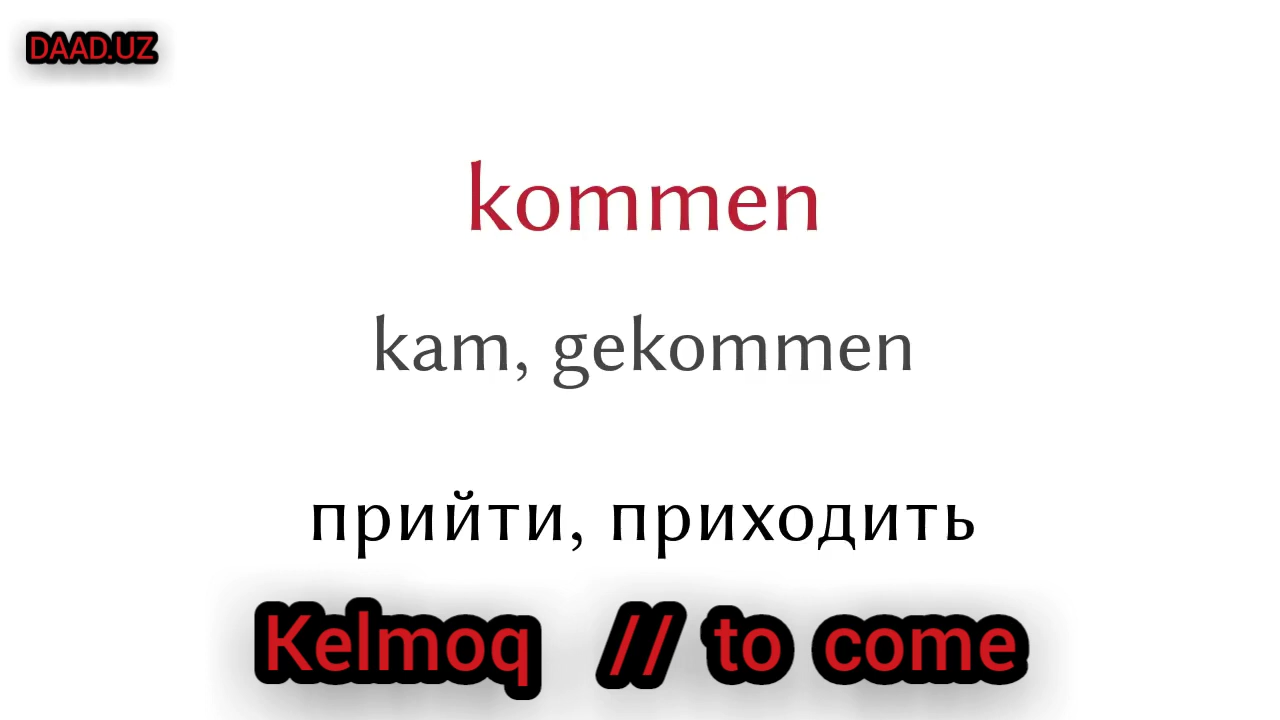 DAAD.UZ
kommen
kam, gekommen
прийти, приходить
Kelmoq // to come